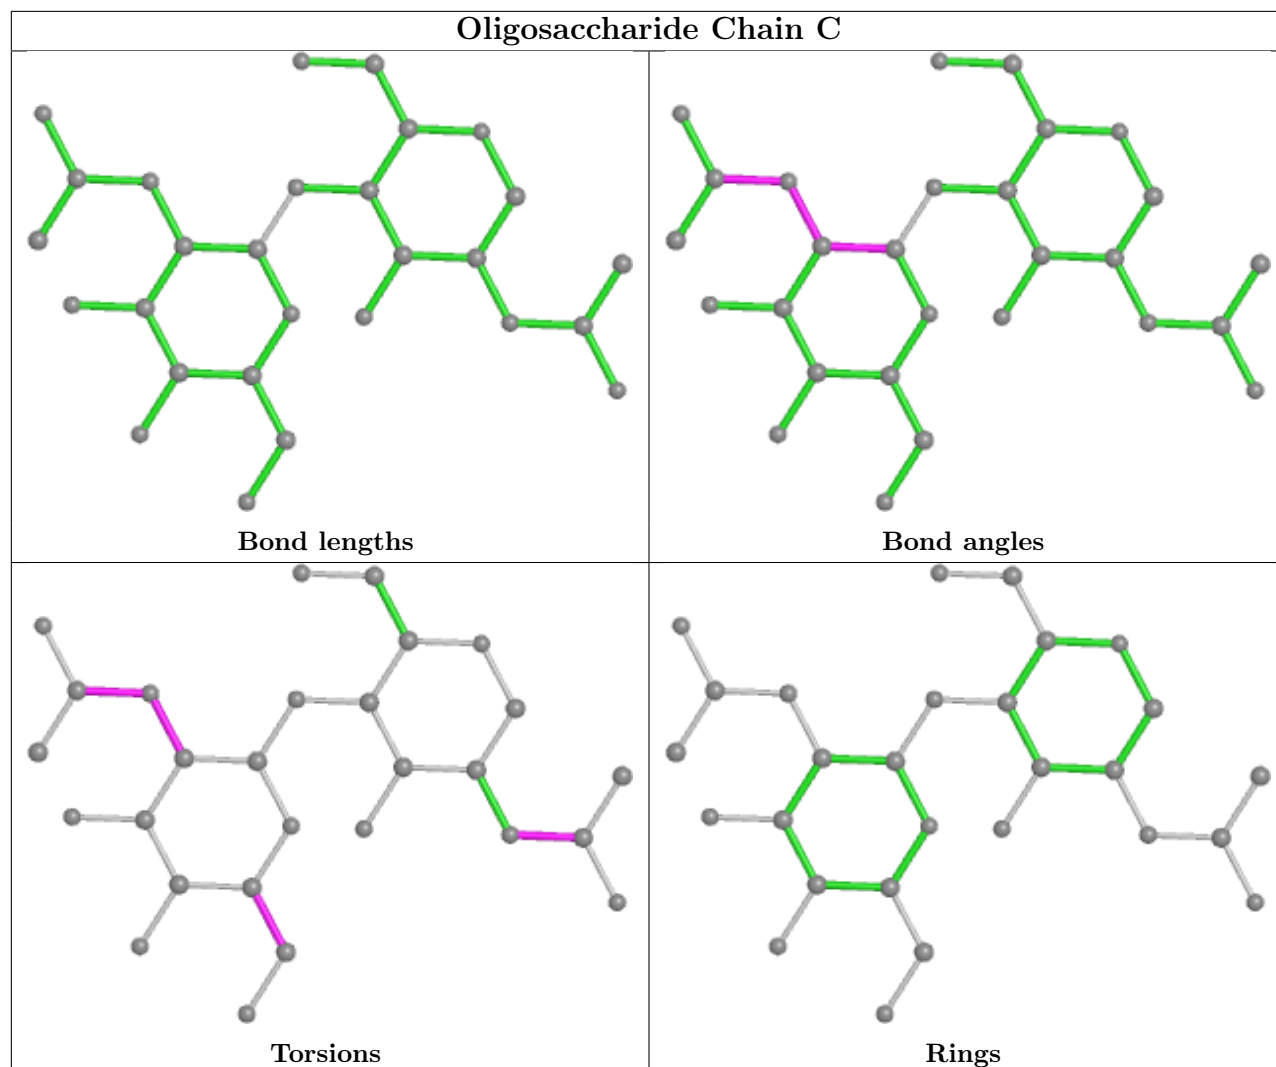 Oligosaccharide Chain C
Bond lengths
Bond angles
Torsions
Rings